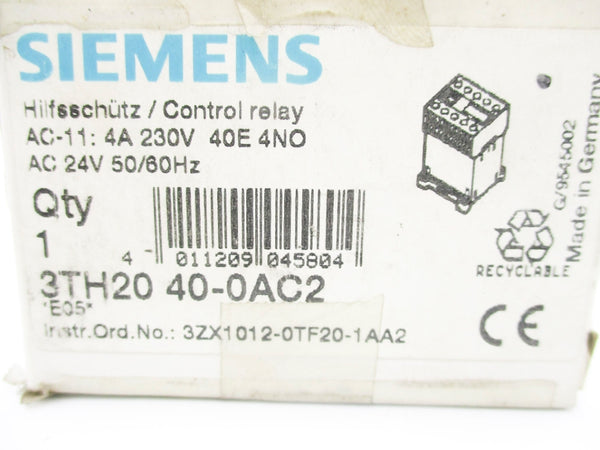 SIEMENS
Hilfsschütz / Control relay
AC-11: 4A 230V 40E 4NO
AC 24V 50/60Hz
Qty
1
4 011209 045804
3TH20 40-0AC2
*E05*
Instr.Ord.No.: 3ZX1012-0TF20-1AA2
RECYCLABLE
CE
G/9545002
Made in Germany